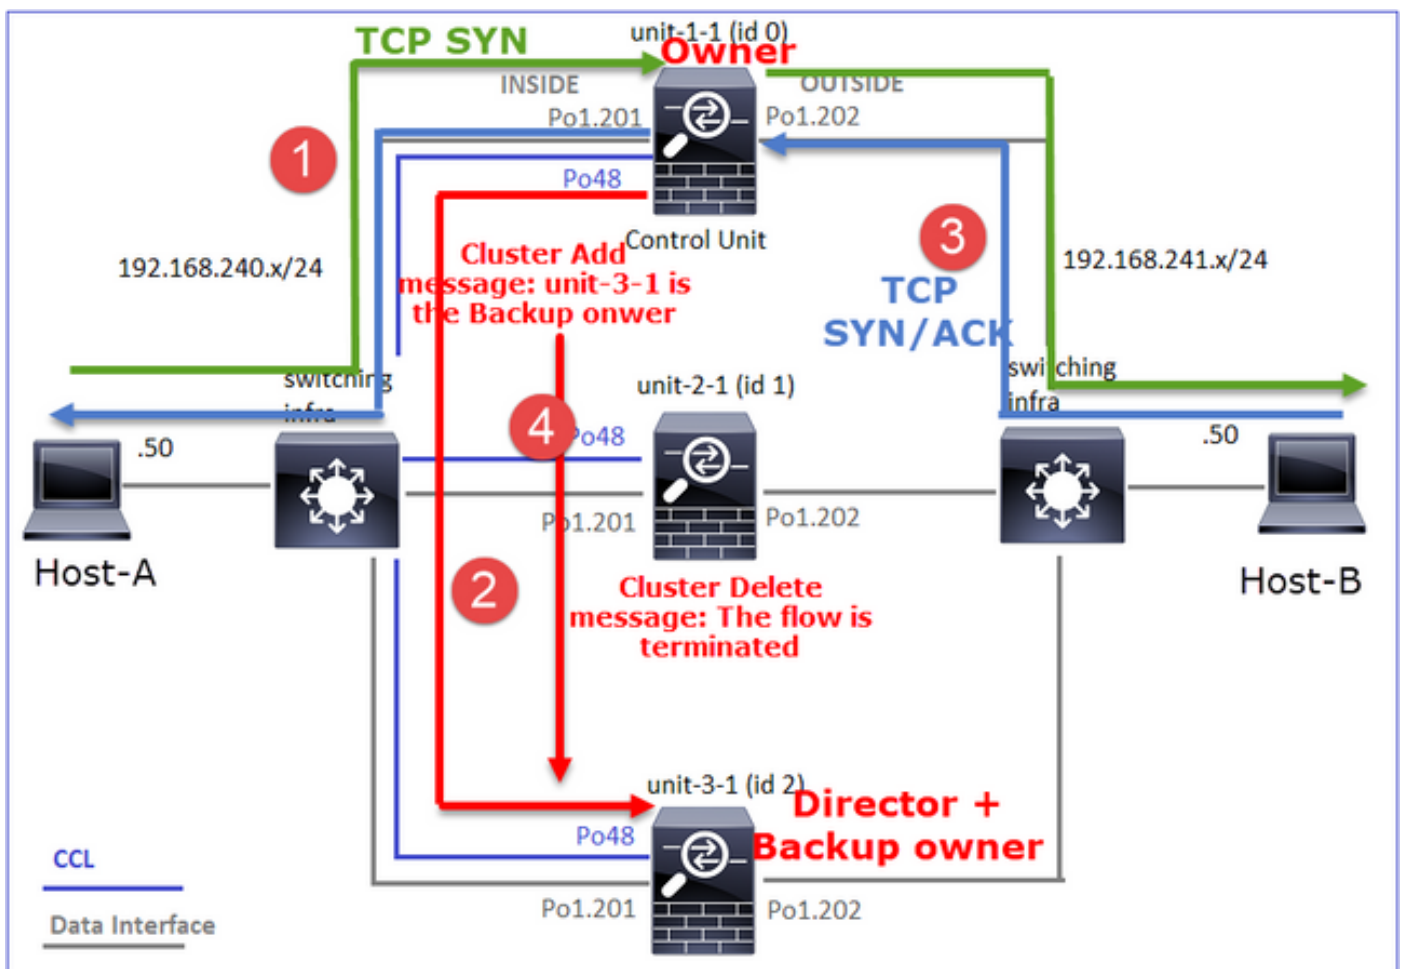 unit-1-1 (id 0)
TCP SYN
Owner
INSIDE
OUTSIDE
Po1.201
Po1.202
1
Po48
3
Control Unit
192.168.240.x/24
192.168.241.x/24
Cluster Add
message: unit-3-1 is
the Backup onwer
TCP
SYN/ACK
switching
infra
switching
infra
unit-2-1 (id 1)
4
Po48
.50
.50
Po1.201
Po1.202
Host-A
Host-B
2
Cluster Delete
message: The flow is
terminated
unit-3-1 (id 2)
Director +
Backup owner
Po48
CCL
Po1.201
Po1.202
Data Interface